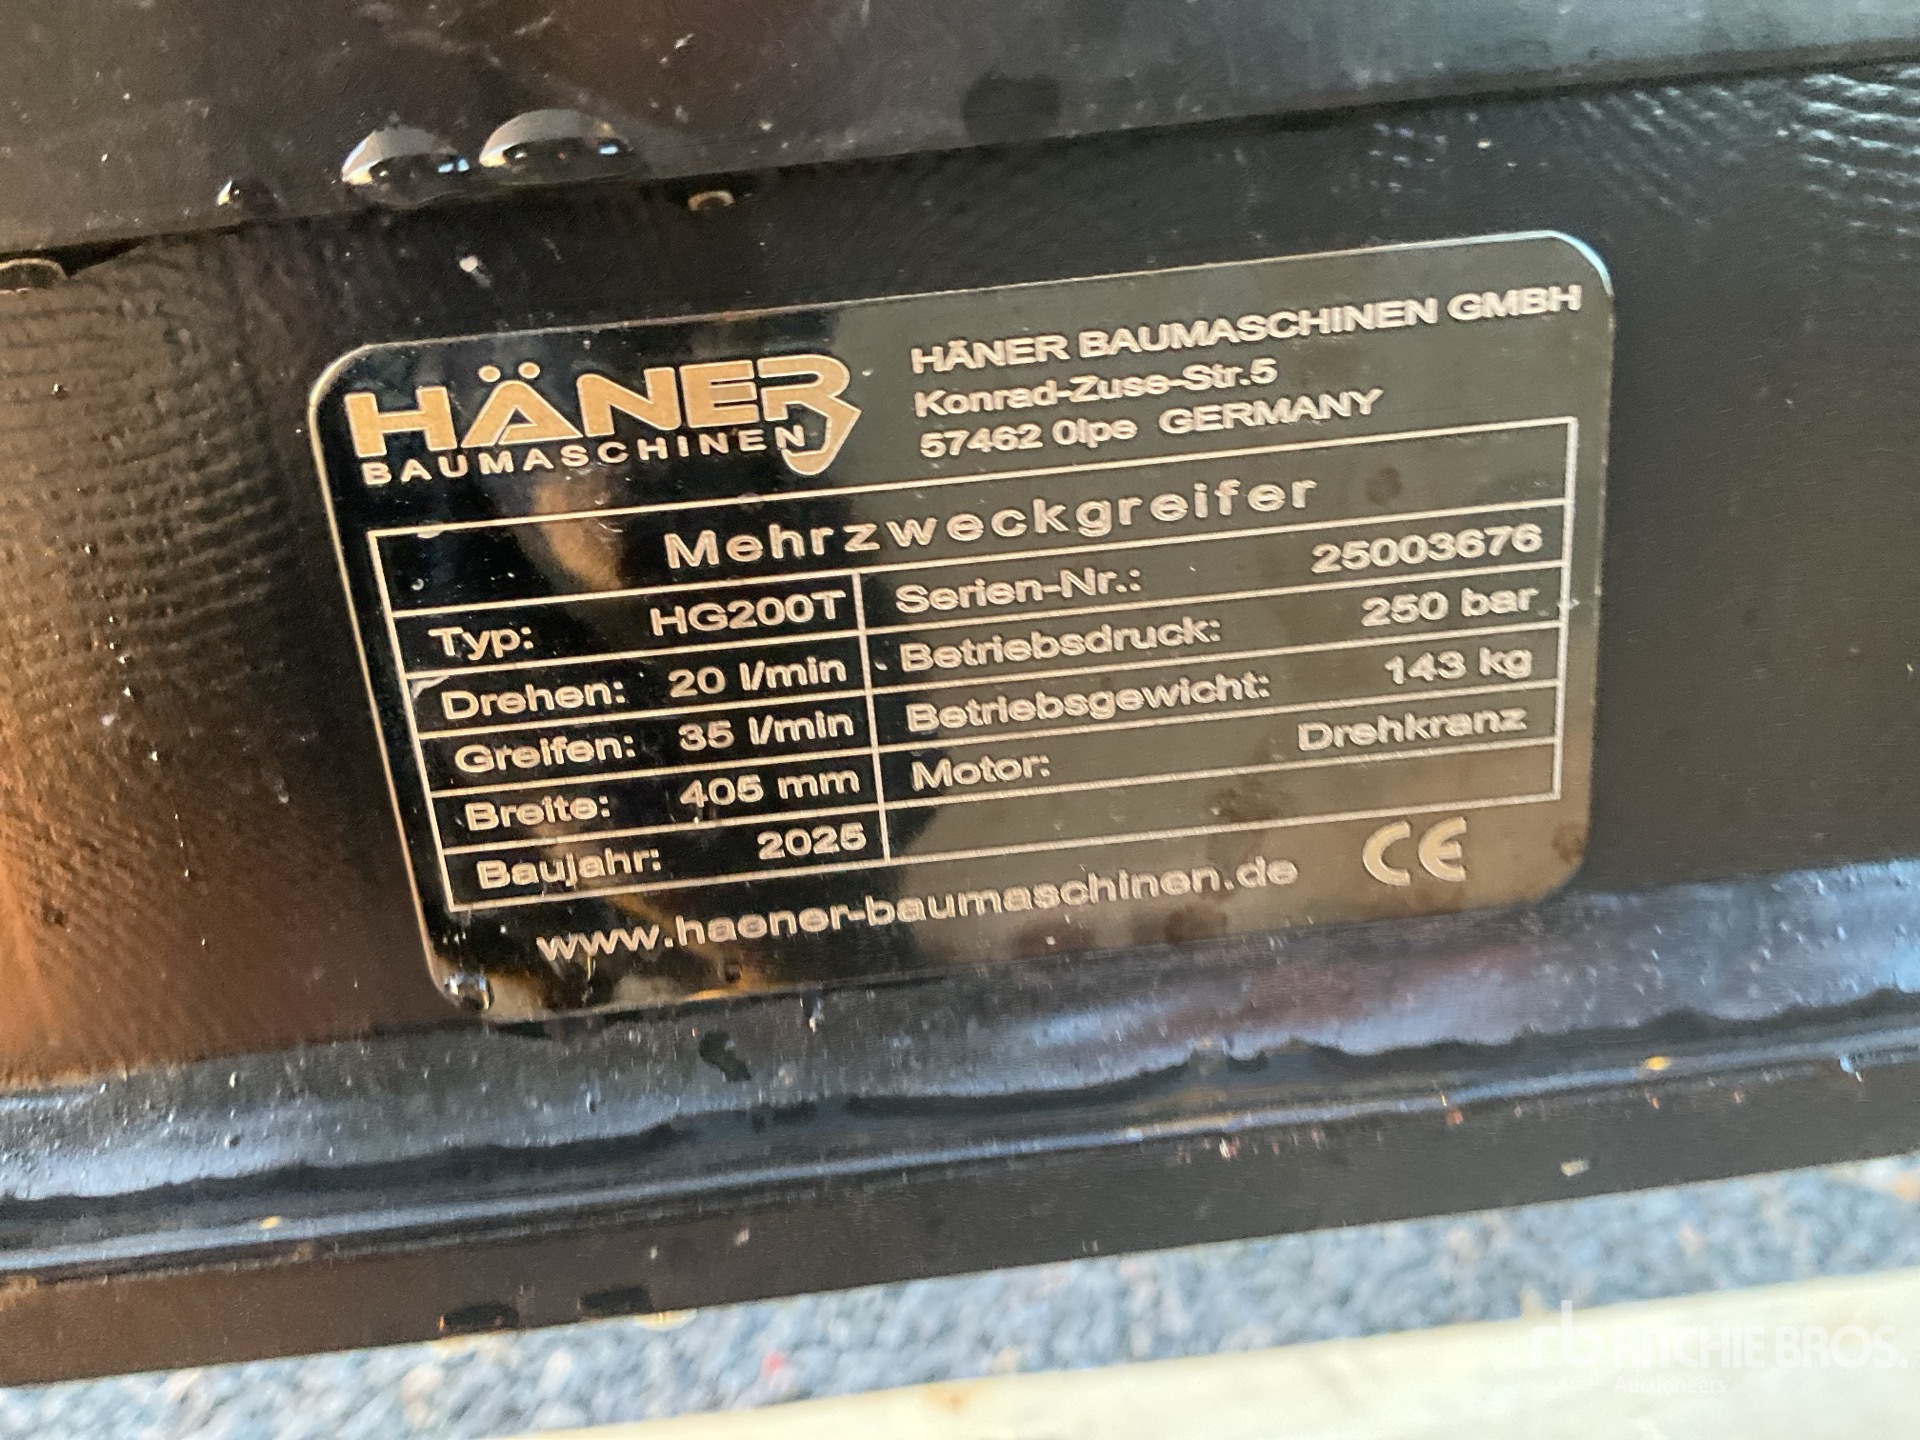 HÄNER
BAUMASCHINEN
HÄNER BAUMASCHINEN GMBH
Konrad-Zuse-Str.5
57462 Olpe GERMANY
Mehrzweckgreifer
Typ: HG200T
Serien-Nr.: 25003676
Drehen: 20 l/min
Betriebsdruck: 250 bar
Greifen: 35 l/min
Betriebsgewicht: 143 kg
Breite: 405 mm
Motor: Drehkranz
Baujahr: 2025
www.haener-baumaschinen.de CE
rb RITCHIE BROS.
Auctioneers